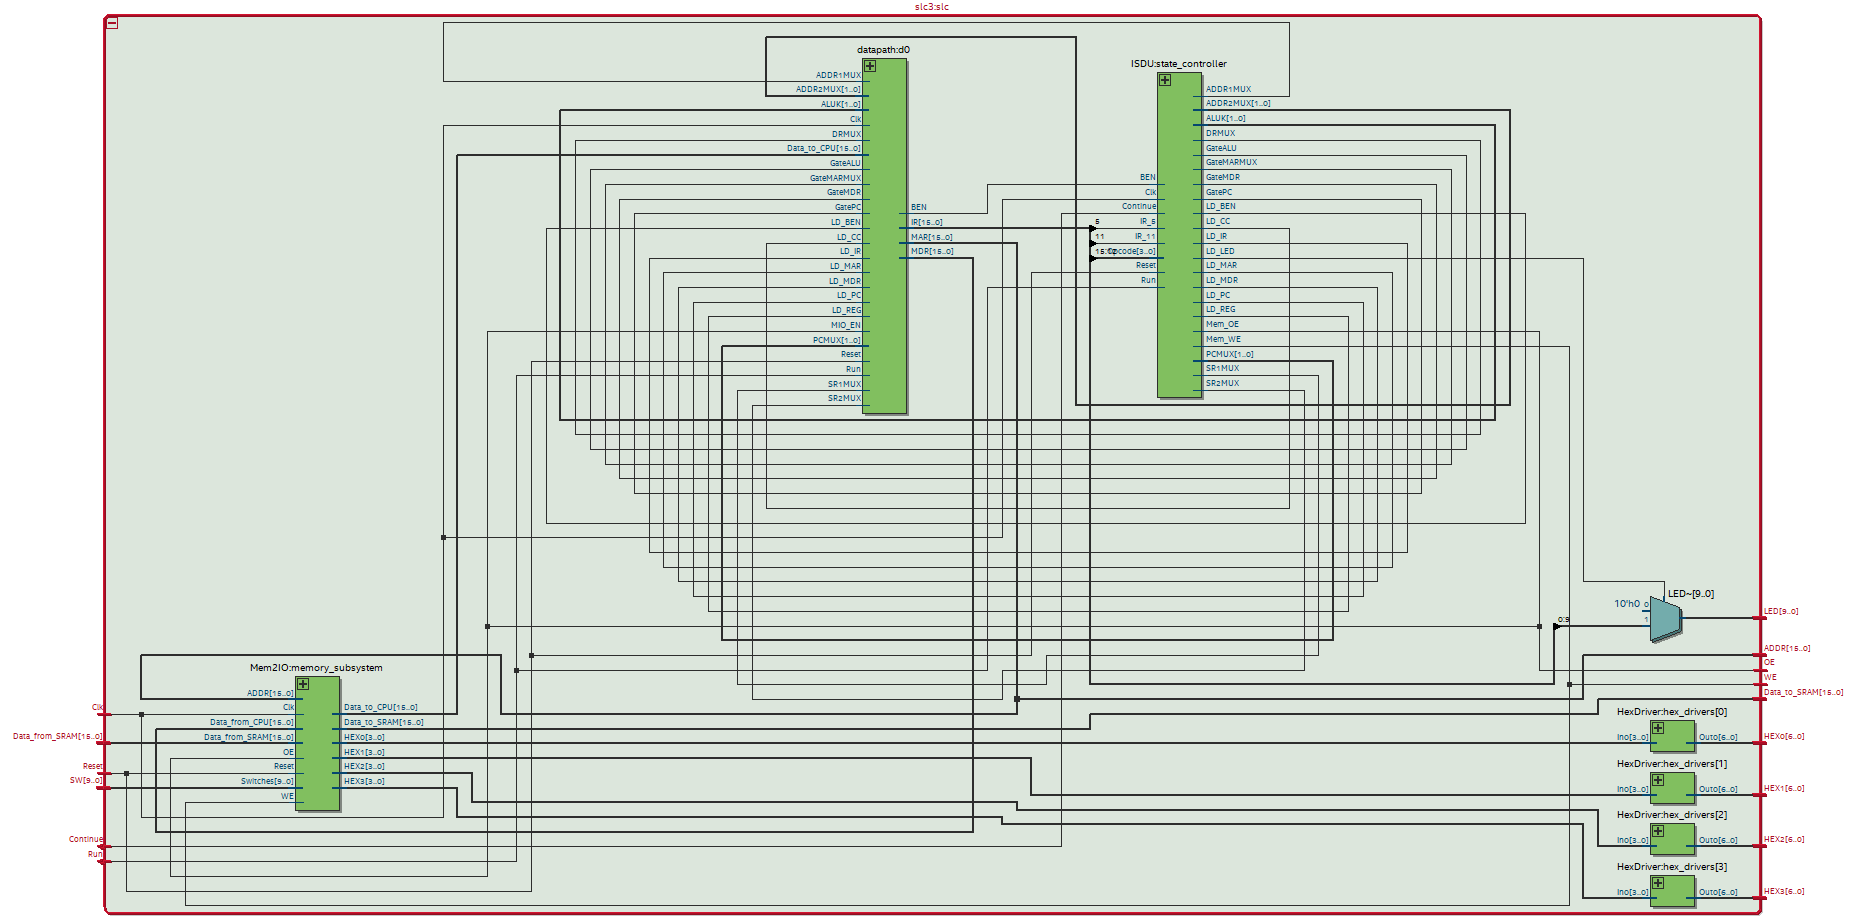 slc3:slc
datapath:d0
ADDR1MUX
ADDR2MUX[1..0]
ALUK[1..0]
Clk
DRMUX
Data_to_CPU[15..0]
GateALU
GateMARMUX
GateMDR
GatePC
LD_BEN
LD_CC
LD_IR
LD_MAR
LD_MDR
LD_PC
LD_REG
MIO_EN
PCMUX[1..0]
Reset
Run
SR1MUX
SR2MUX
BEN
IR[15..0]
MAR[15..0]
MDR[15..0]
ISDU:state_controller
BEN
Clk
Continue
5 IR_5
11 IR_11
Opcode[3..0]
Reset
Run
ADDR1MUX
ADDR2MUX[1..0]
ALUK[1..0]
DRMUX
GateALU
GateMARMUX
GateMDR
GatePC
LD_BEN
LD_CC
LD_IR
LD_LED
LD_MAR
LD_MDR
LD_PC
LD_REG
Mem_OE
Mem_WE
PCMUX[1..0]
SR1MUX
SR2MUX
LED~[9..0]
10'h0 0
1
0:9
Mem2IO:memory_subsystem
ADDR[15..0]
Clk
Data_from_CPU[15..0]
Data_from_SRAM[15..0]
OE
Reset
Switches[9..0]
WE
Data_to_CPU[15..0]
Data_to_SRAM[15..0]
HEX0[3..0]
HEX1[3..0]
HEX2[3..0]
HEX3[3..0]
Clk
Data_from_SRAM[15..0]
Reset
SW[9..0]
Continue
Run
LED[9..0]
ADDR[15..0]
OE
WE
Data_to_SRAM[15..0]
HexDriver:hex_drivers[0]
In0[3..0] Out0[6..0] HEX0[6..0]
HexDriver:hex_drivers[1]
In0[3..0] Out0[6..0] HEX1[6..0]
HexDriver:hex_drivers[2]
In0[3..0] Out0[6..0] HEX2[6..0]
HexDriver:hex_drivers[3]
In0[3..0] Out0[6..0] HEX3[6..0]